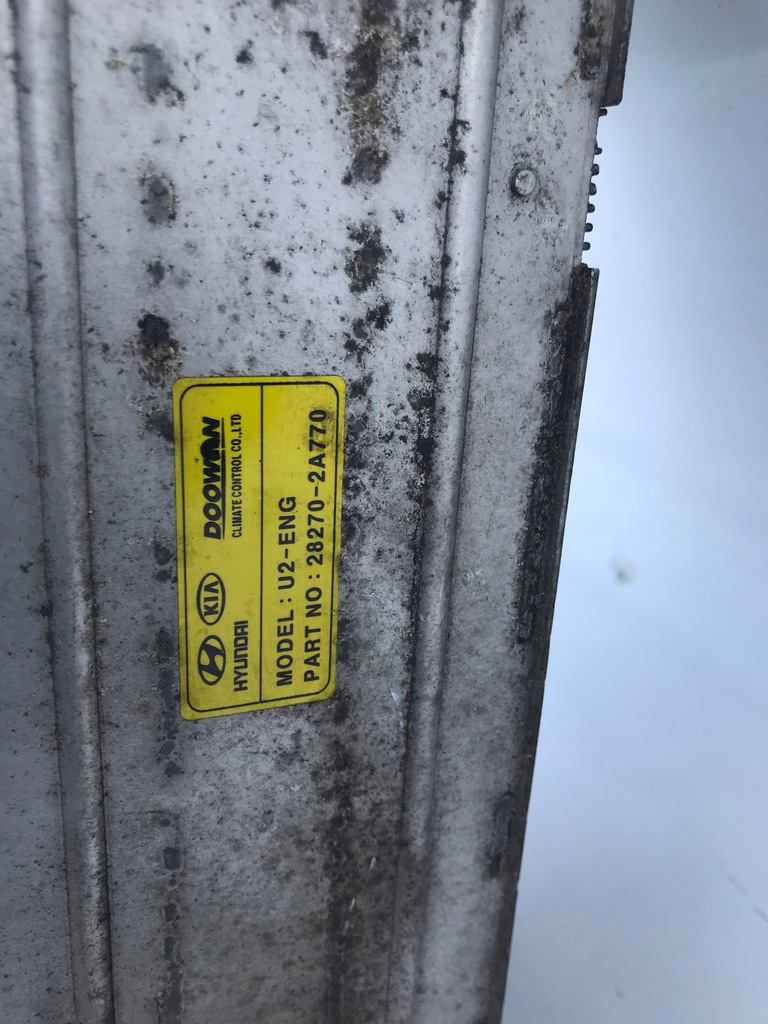 HYUNDAI KIA DOOWON
CLIMATE CONTROL CO.,LTD
MODEL : U2-ENG
PART NO : 28270-2A770